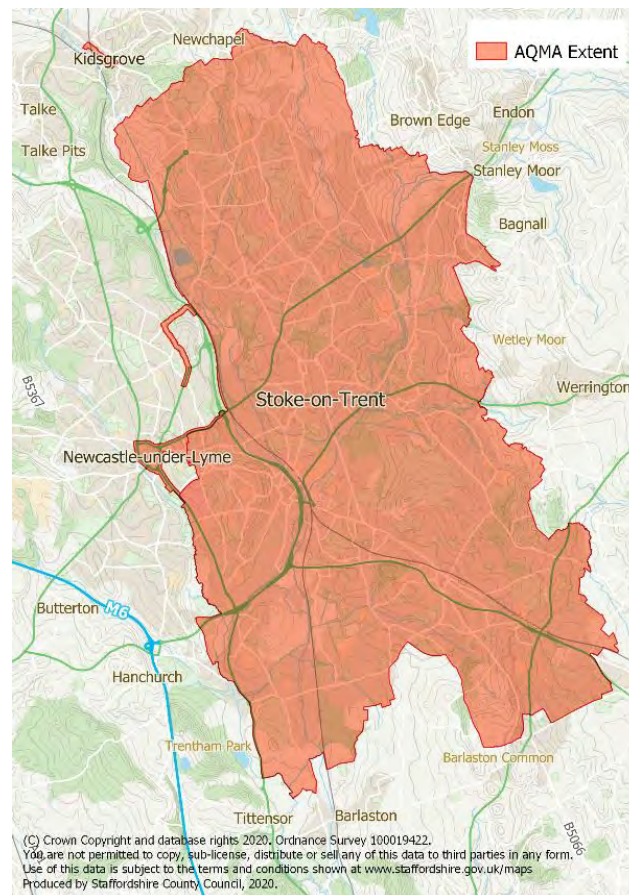 Newchapel
AQMA Extent
Kidsgrove
Talke
Endon
Brown Edge
Stanley Moss
Talke Pits
Stanley Moor
Bagnall
Wetley Moor
B5367
Werrington
Stoke-on-Trent
Newcastle-under-Lyme
Butterton
M6
Hanchurch
Trentham Park
Barlaston Common
Tittensor
Barlaston
B5066
(C) Crown Copyright and database rights 2020. Ordnance Survey 100019422.
You are not permitted to copy, sub-license, distribute or sell any of this data to third parties in any form.
Use of this data is subject to the terms and conditions shown at www.staffordshire.gov.uk/maps
Produced by Staffordshire County Council, 2020.